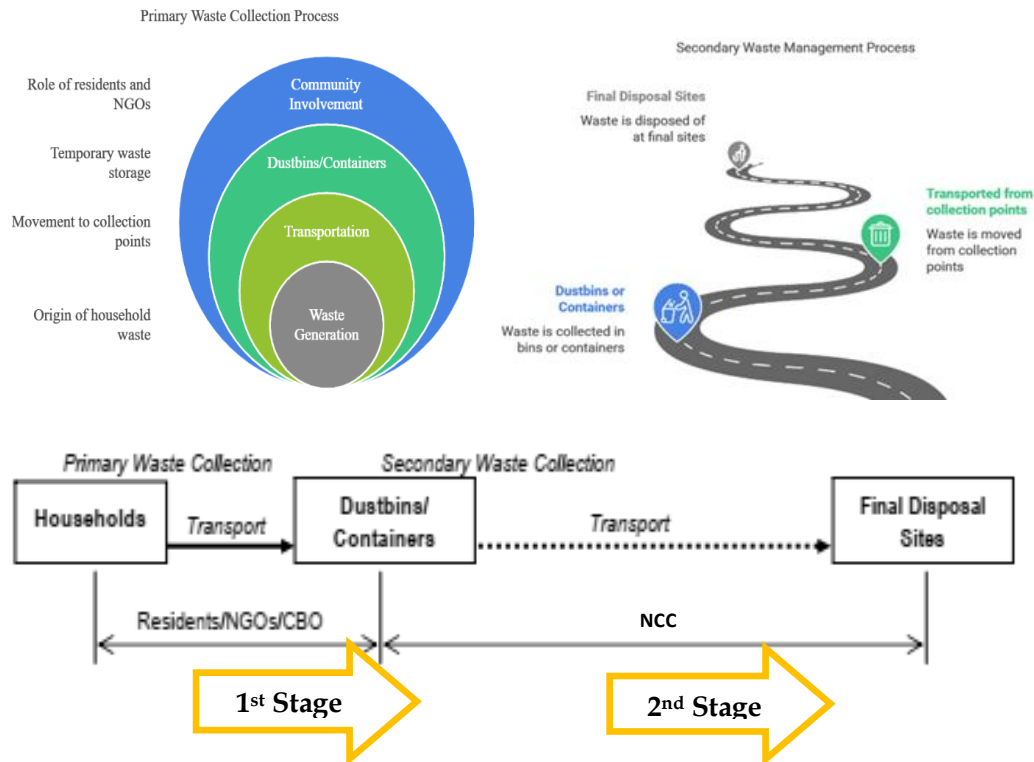 Primary Waste Collection Process
Role of residents and
NGOs
Temporary waste
storage
Movement to collection
points
Origin of household
waste
Community
Involvement
Dustbins/Containers
Transportation
Waste
Generation
Secondary Waste Management Process
Final Disposal Sites
Waste is disposed of
at final sites
Transported from
collection points
Waste is moved
from collection
points
Dustbins or
Containers
Waste is collected in
bins or containers
Primary Waste Collection
Secondary Waste Collection
Households
Transport
Dustbins/
Containers
Transport
Final Disposal
Sites
Residents/NGOs/CBO
NCC
1st Stage
2nd Stage